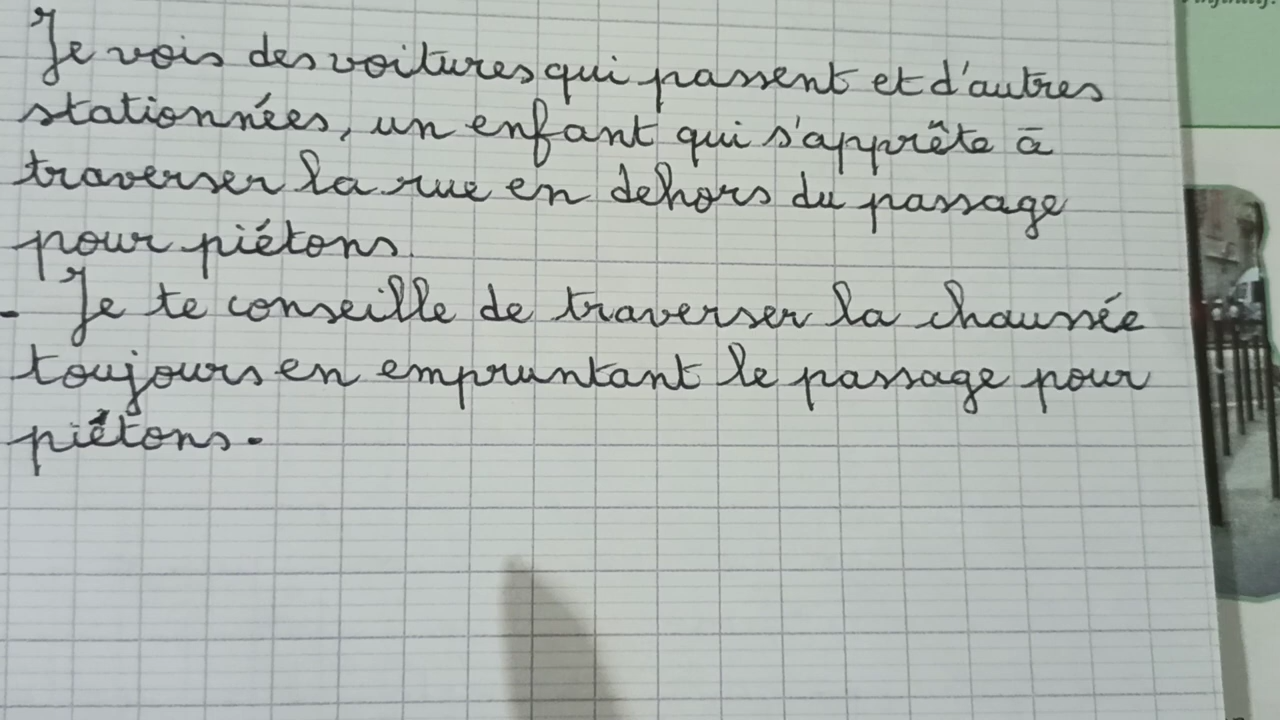 Je vois des voitures qui passent et d'autres
stationnées, un enfant qui s'apprête à
traverser la rue en dehors du passage
pour piétons.
- Je te conseille de traverser la chaussée
toujours en empruntant le passage pour
piétons.